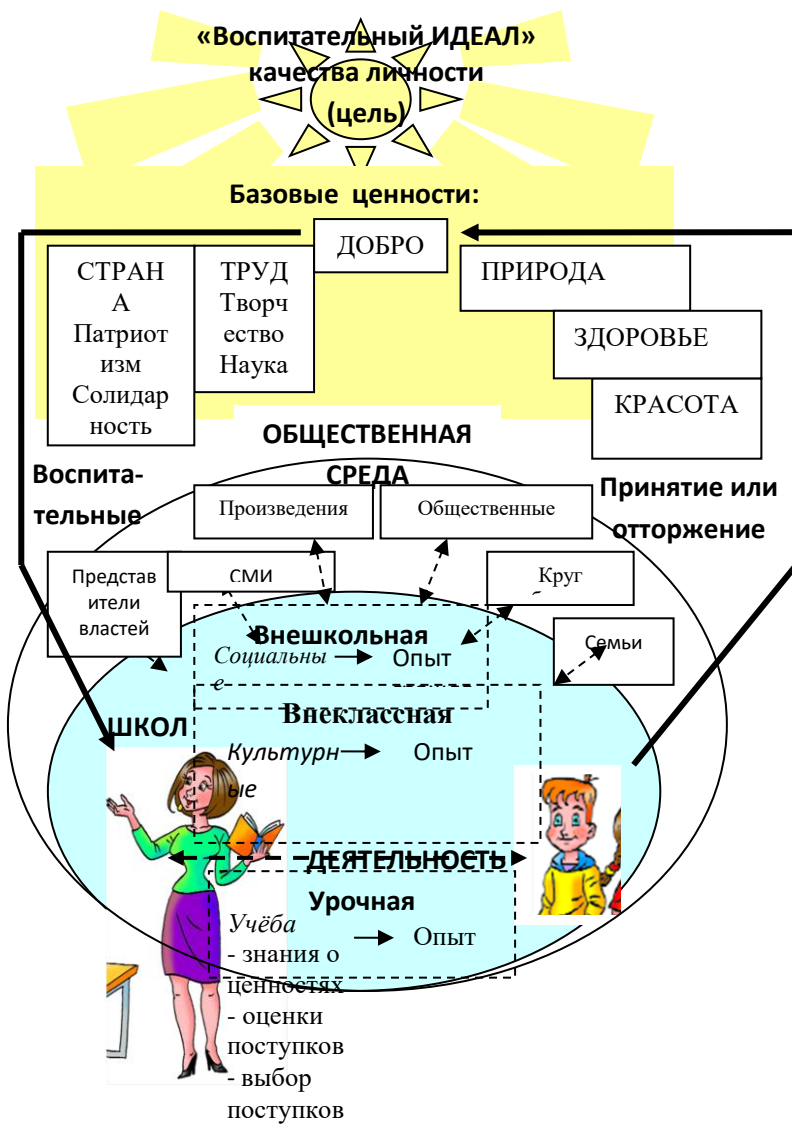 «Воспитательный ИДЕАЛ»
качества личности
(цель)
Базовые ценности:
ДОБРО
СТРАН
А
Патриот
изм
Солидар
ность
ТРУД
Творч
ество
Наука
ПРИРОДА
ЗДОРОВЬЕ
КРАСОТА
ОБЩЕСТВЕННАЯ
СРЕДА
Воспита-
тельные
Принятие или
отторжение
Произведения
Общественные
Представ
ители
властей
СМИ
Круг
Семьи
Внешкольная
Социальны
е
Опыт
ШКОЛ
Внеклассная
Культурн
ые
Опыт
ДЕЯТЕЛЬНОСТЬ
Урочная
Учёба
- знания о
ценностях
- оценки
поступков
- выбор
поступков
Опыт